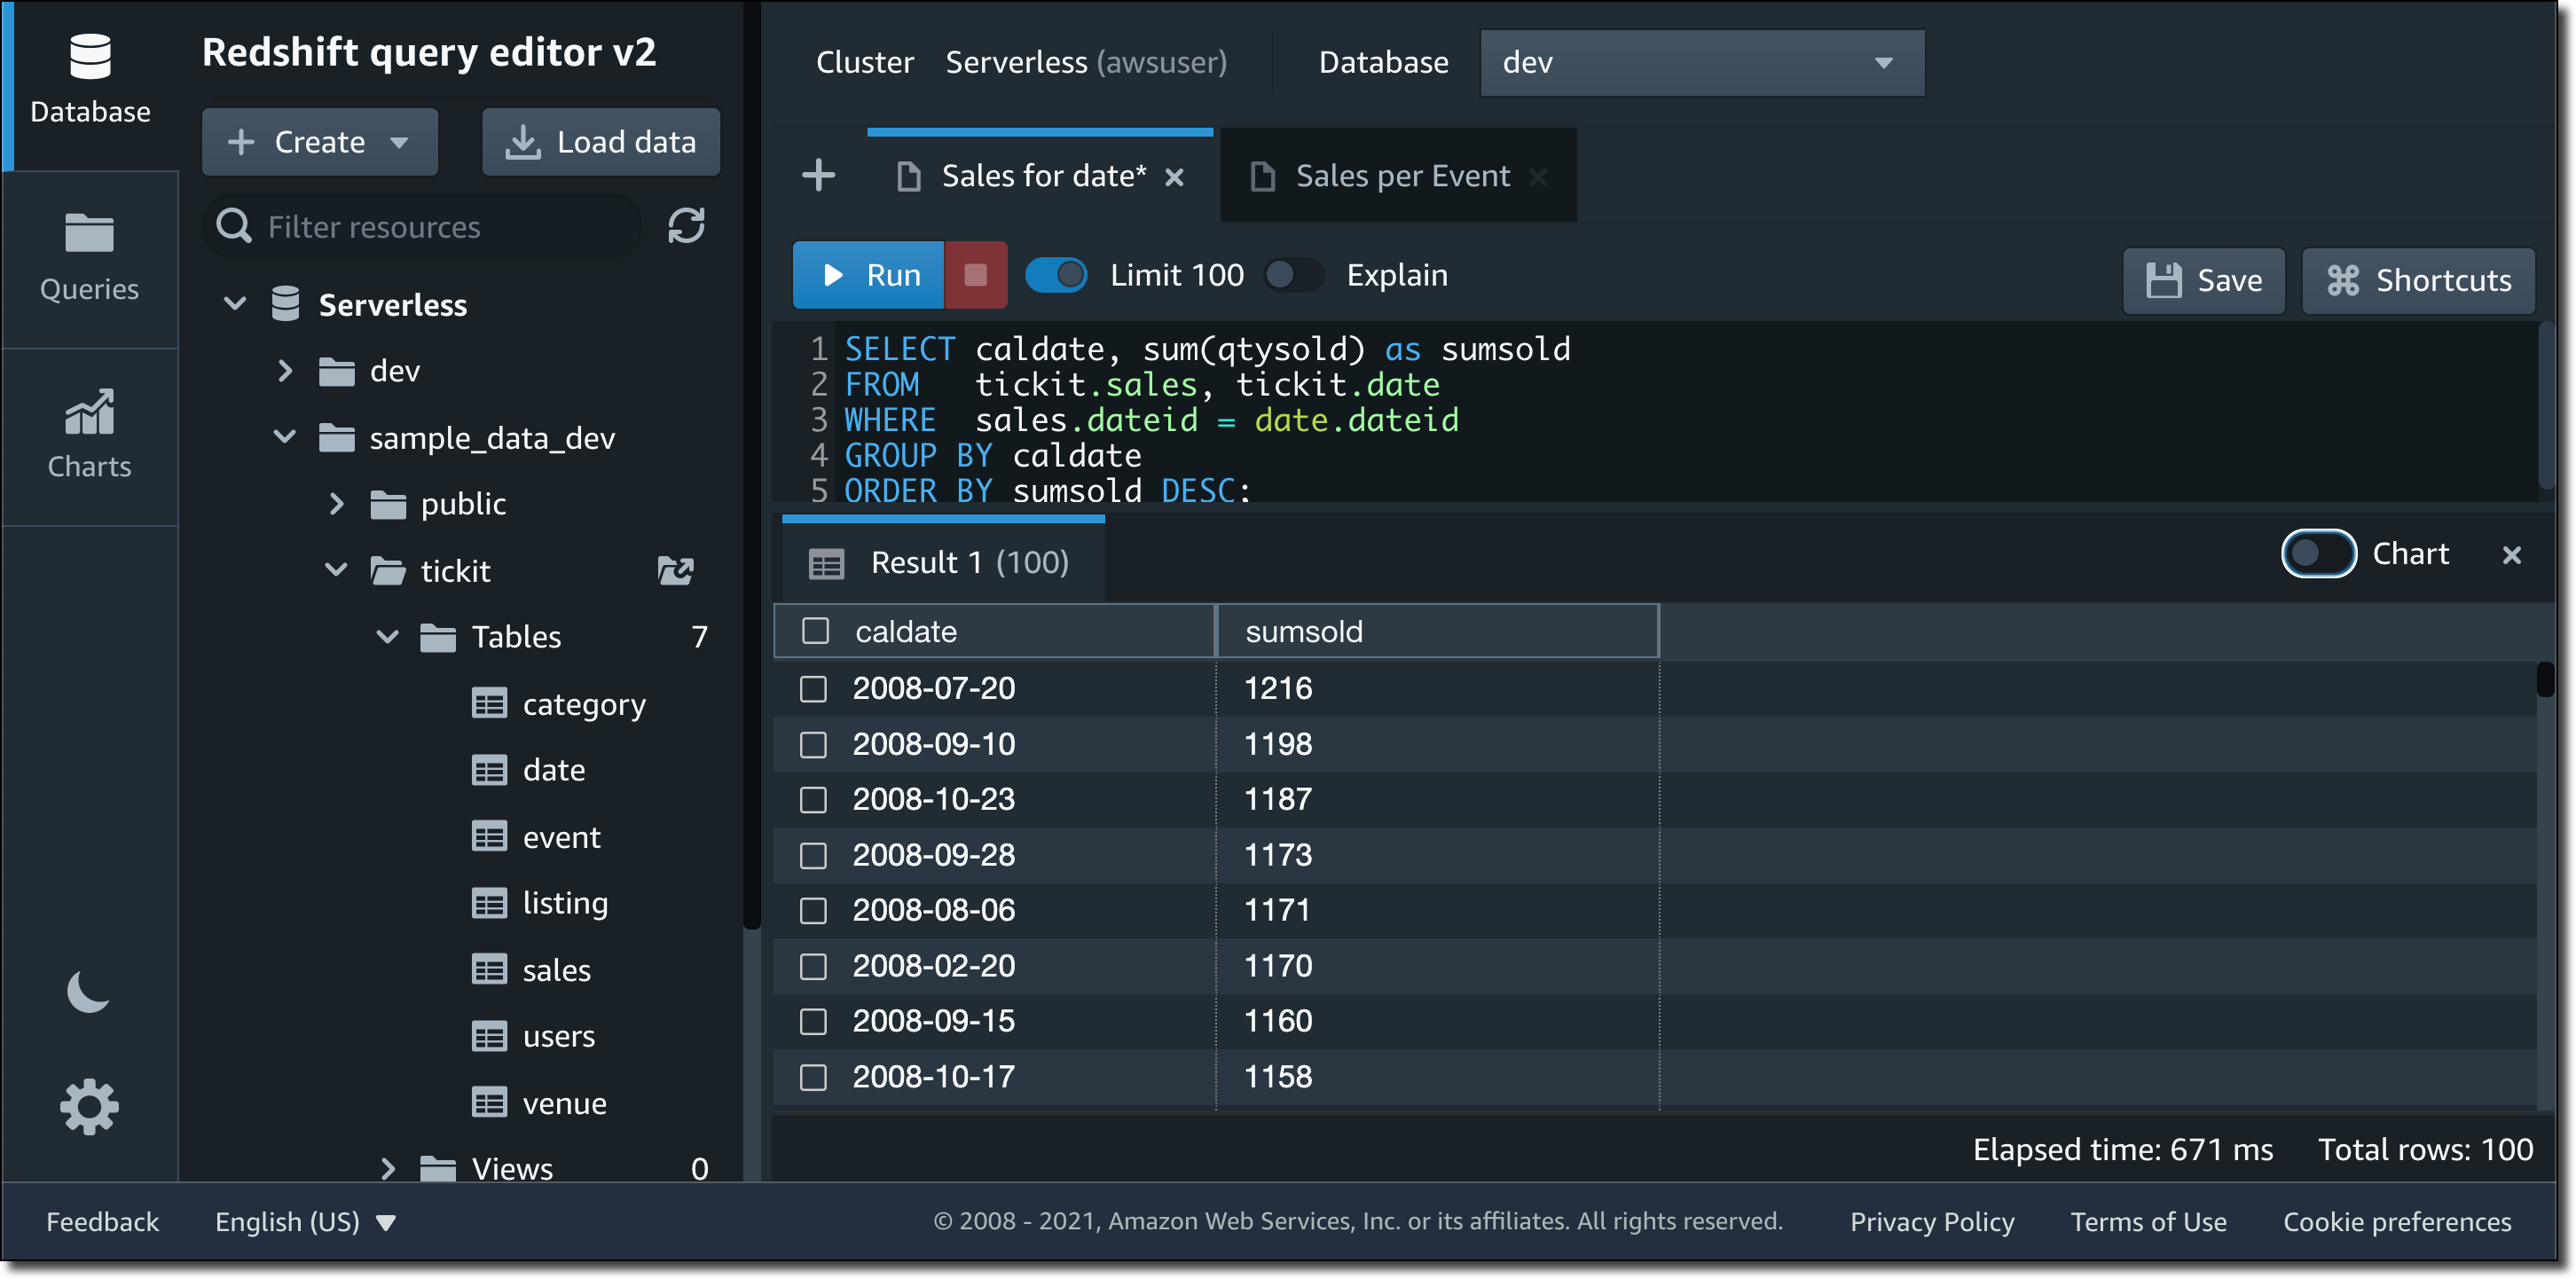 Database
Queries
Charts
Redshift query editor v2
Create
Load data
Filter resources
Serverless
dev
sample_data_dev
public
tickit
Tables 7
category
date
event
listing
sales
users
venue
Views 0
Cluster Serverless (awsuser) Database dev
Sales for date* Sales per Event
Run Limit 100 Explain Save Shortcuts
1 SELECT caldate, sum(qtysold) as sumsold
2 FROM tickit.sales, tickit.date
3 WHERE sales.dateid = date.dateid
4 GROUP BY caldate
5 ORDER BY sumsold DESC;
Result 1 (100) Chart
caldate sumsold
2008-07-20 1216
2008-09-10 1198
2008-10-23 1187
2008-09-28 1173
2008-08-06 1171
2008-02-20 1170
2008-09-15 1160
2008-10-17 1158
Elapsed time: 671 ms Total rows: 100
Feedback English (US) © 2008 - 2021, Amazon Web Services, Inc. or its affiliates. All rights reserved. Privacy Policy Terms of Use Cookie preferences